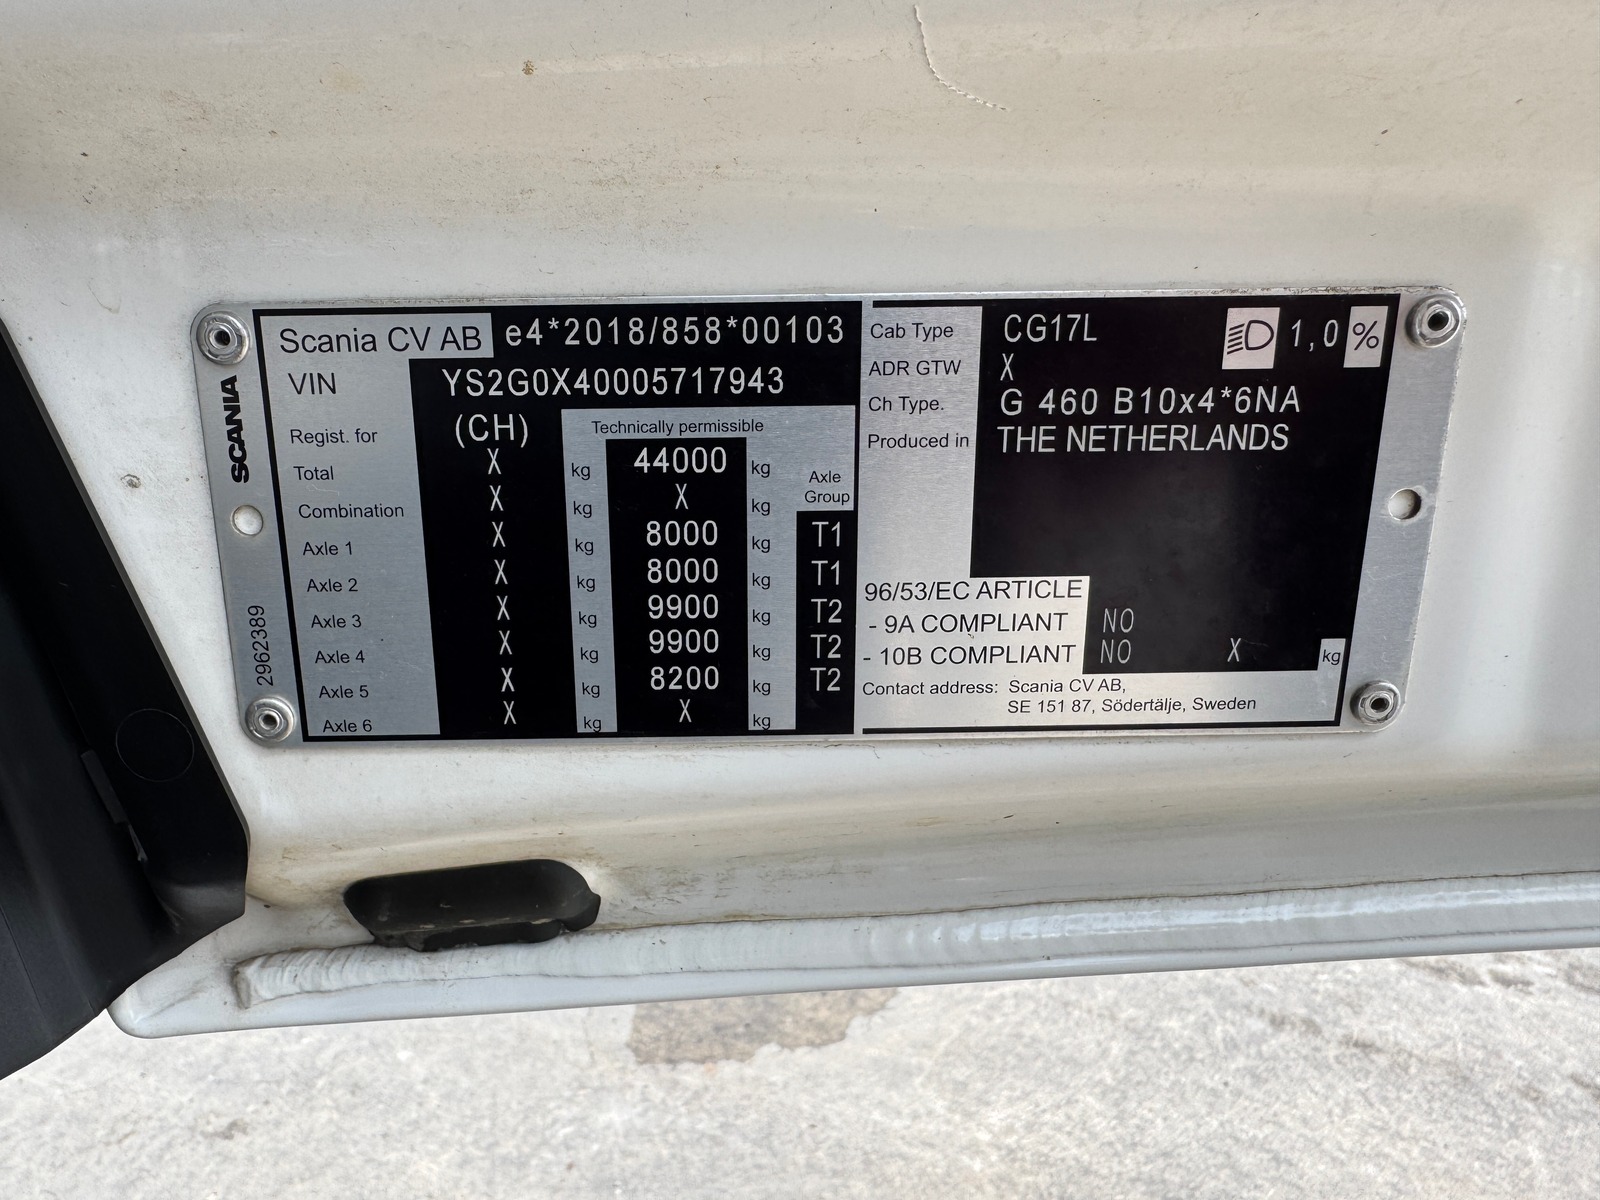 Scania CV AB e4*2018/858*00103
VIN YS2G0X40005717943
Regist. for (CH) Technically permissible
Total X kg 44000 kg
Combination X kg X kg Axle Group
Axle 1 X kg 8000 kg T1
Axle 2 X kg 8000 kg T1
Axle 3 X kg 9900 kg T2
Axle 4 X kg 9900 kg T2
Axle 5 X kg 8200 kg T2
Axle 6 X kg X kg
Cab Type CG17L 1,0 %
ADR GTW X
Ch Type. G 460 B10x4*6NA
Produced in THE NETHERLANDS
96/53/EC ARTICLE
- 9A COMPLIANT NO
- 10B COMPLIANT NO X kg
Contact address: Scania CV AB,
SE 151 87, Södertälje, Sweden
SCANIA
2962389